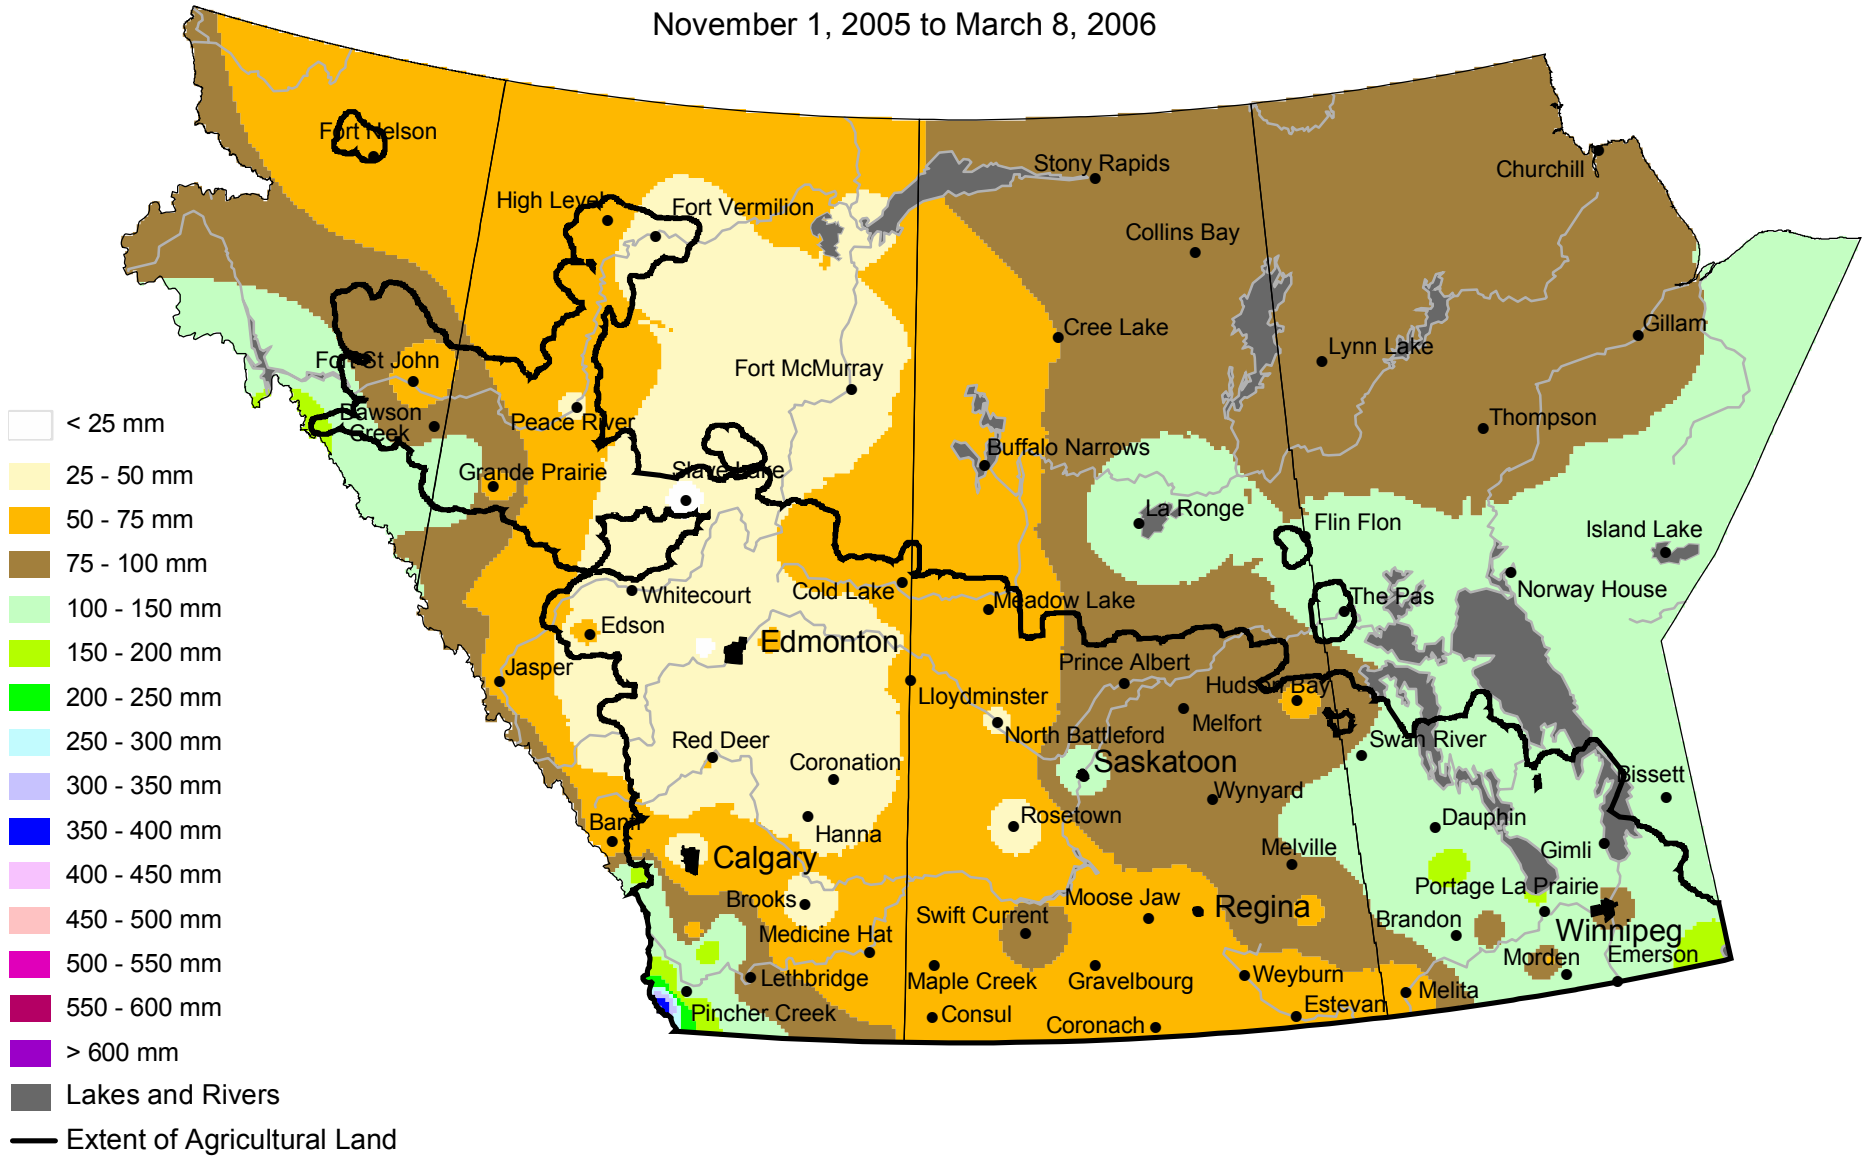 November 1, 2005 to March 8, 2006
Fort Nelson
Churchill
Stony Rapids
High Level
Fort Vermilion
Collins Bay
Cree Lake
Gillam
Lynn Lake
Fort St John
Fort McMurray
Dawson
Creek
Peace River
Thompson
Buffalo Narrows
Grande Prairie
Slave Lake
La Ronge
Flin Flon
Island Lake
Whitecourt
Cold Lake
Meadow Lake
The Pas
Norway House
Edson
Edmonton
Jasper
Prince Albert
Hudson Bay
Lloydminster
Melfort
North Battleford
Red Deer
Coronation
Saskatoon
Swan River
Bissett
Wynyard
Banff
Hanna
Rosetown
Dauphin
Calgary
Melville
Gimli
Brooks
Moose Jaw
Portage La Prairie
Swift Current
Regina
Brandon
Winnipeg
Medicine Hat
Morden
Emerson
Lethbridge
Maple Creek
Gravelbourg
Weyburn
Melita
Pincher Creek
Consul
Coronach
Estevan
< 25 mm
25 - 50 mm
50 - 75 mm
75 - 100 mm
100 - 150 mm
150 - 200 mm
200 - 250 mm
250 - 300 mm
300 - 350 mm
350 - 400 mm
400 - 450 mm
450 - 500 mm
500 - 550 mm
550 - 600 mm
> 600 mm
Lakes and Rivers
Extent of Agricultural Land